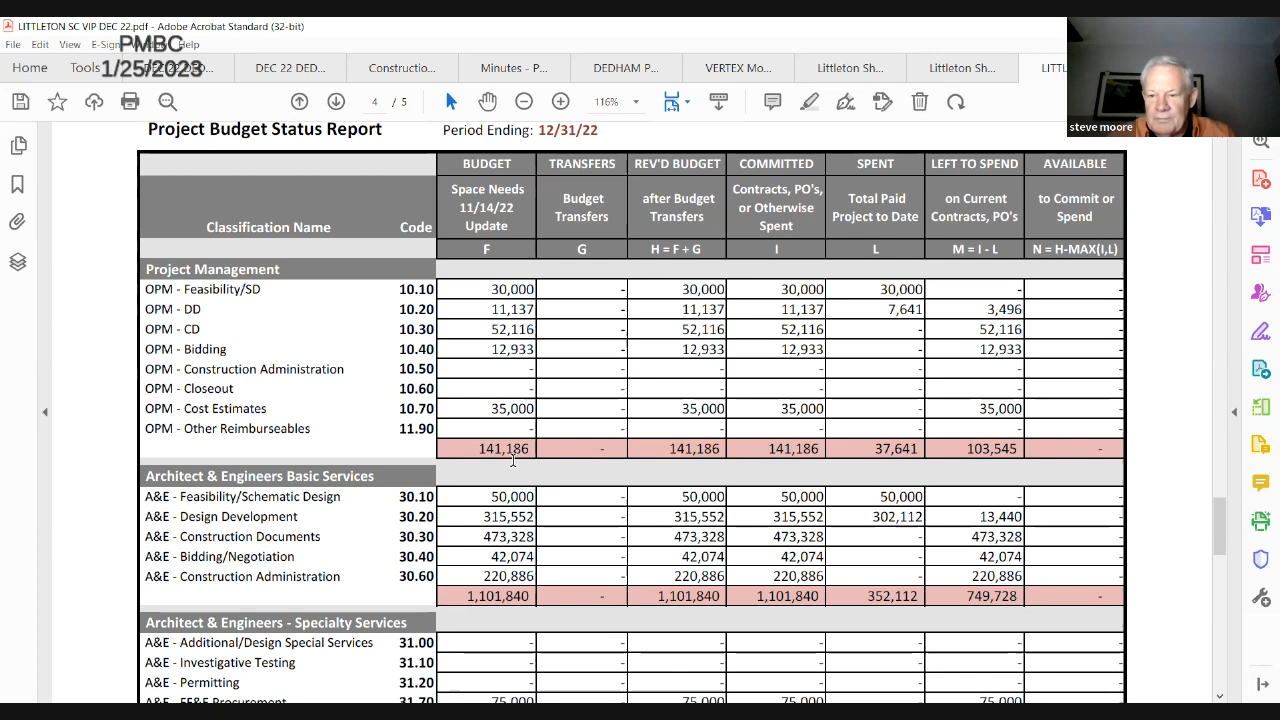 LITTLETON SC VIP DEC 22.pdf - Adobe Acrobat Standard (32-bit)
File Edit View E-Sign Help
PMBC
1/25/2023
Home Tools DEC 22 DED... Constructio... Minutes - P... DEDHAM P... VERTEX Mo... Littleton Sh... Littleton Sh...
4 / 5 116%
steve moore
Project Budget Status Report Period Ending: 12/31/22
BUDGET TRANSFERS REV'D BUDGET COMMITTED SPENT LEFT TO SPEND AVAILABLE
Classification Name Code Space Needs 11/14/22 Update Budget Transfers after Budget Transfers Contracts, PO's, or Otherwise Spent Total Paid Project to Date on Current Contracts, PO's to Commit or Spend
F G H = F + G I L M = I - L N = H-MAX(I,L)
Project Management
OPM - Feasibility/SD 10.10 30,000 - 30,000 30,000 30,000 - -
OPM - DD 10.20 11,137 - 11,137 11,137 7,641 3,496 -
OPM - CD 10.30 52,116 - 52,116 52,116 - 52,116 -
OPM - Bidding 10.40 12,933 - 12,933 12,933 - 12,933 -
OPM - Construction Administration 10.50 - - - - - - -
OPM - Closeout 10.60 - - - - - - -
OPM - Cost Estimates 10.70 35,000 - 35,000 35,000 - 35,000 -
OPM - Other Reimburseables 11.90 - - - - - - -
141,186 - 141,186 141,186 37,641 103,545 -
Architect & Engineers Basic Services
A&E - Feasibility/Schematic Design 30.10 50,000 - 50,000 50,000 50,000 - -
A&E - Design Development 30.20 315,552 - 315,552 315,552 302,112 13,440 -
A&E - Construction Documents 30.30 473,328 - 473,328 473,328 - 473,328 -
A&E - Bidding/Negotiation 30.40 42,074 - 42,074 42,074 - 42,074 -
A&E - Construction Administration 30.60 220,886 - 220,886 220,886 - 220,886 -
1,101,840 - 1,101,840 1,101,840 352,112 749,728 -
Architect & Engineers - Specialty Services
A&E - Additional/Design Special Services 31.00 - - - - - - -
A&E - Investigative Testing 31.10 - - - - - - -
A&E - Permitting 31.20 - - - - - - -
A&E - FF&E Procurement 31.70 75,000 - 75,000 75,000 - 75,000 -